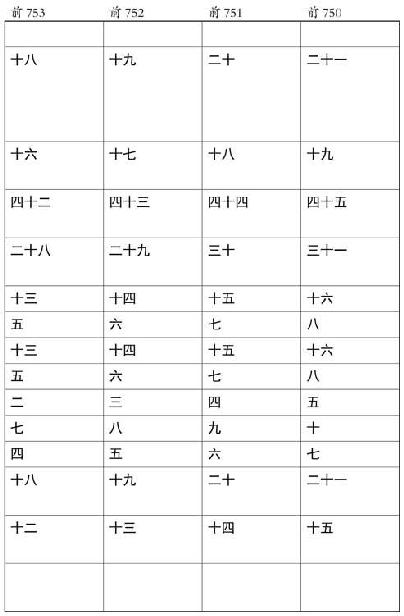 前 753 前 752 前 751 前 750
十八 十九 二十 二十一
十六 十七 十八 十九
四十二 四十三 四十四 四十五
二十八 二十九 三十 三十一
十三 十四 十五 十六
五 六 七 八
十三 十四 十五 十六
五 六 七 八
二 三 四 五
七 八 九 十
四 五 六 七
十八 十九 二十 二十一
十二 十三 十四 十五